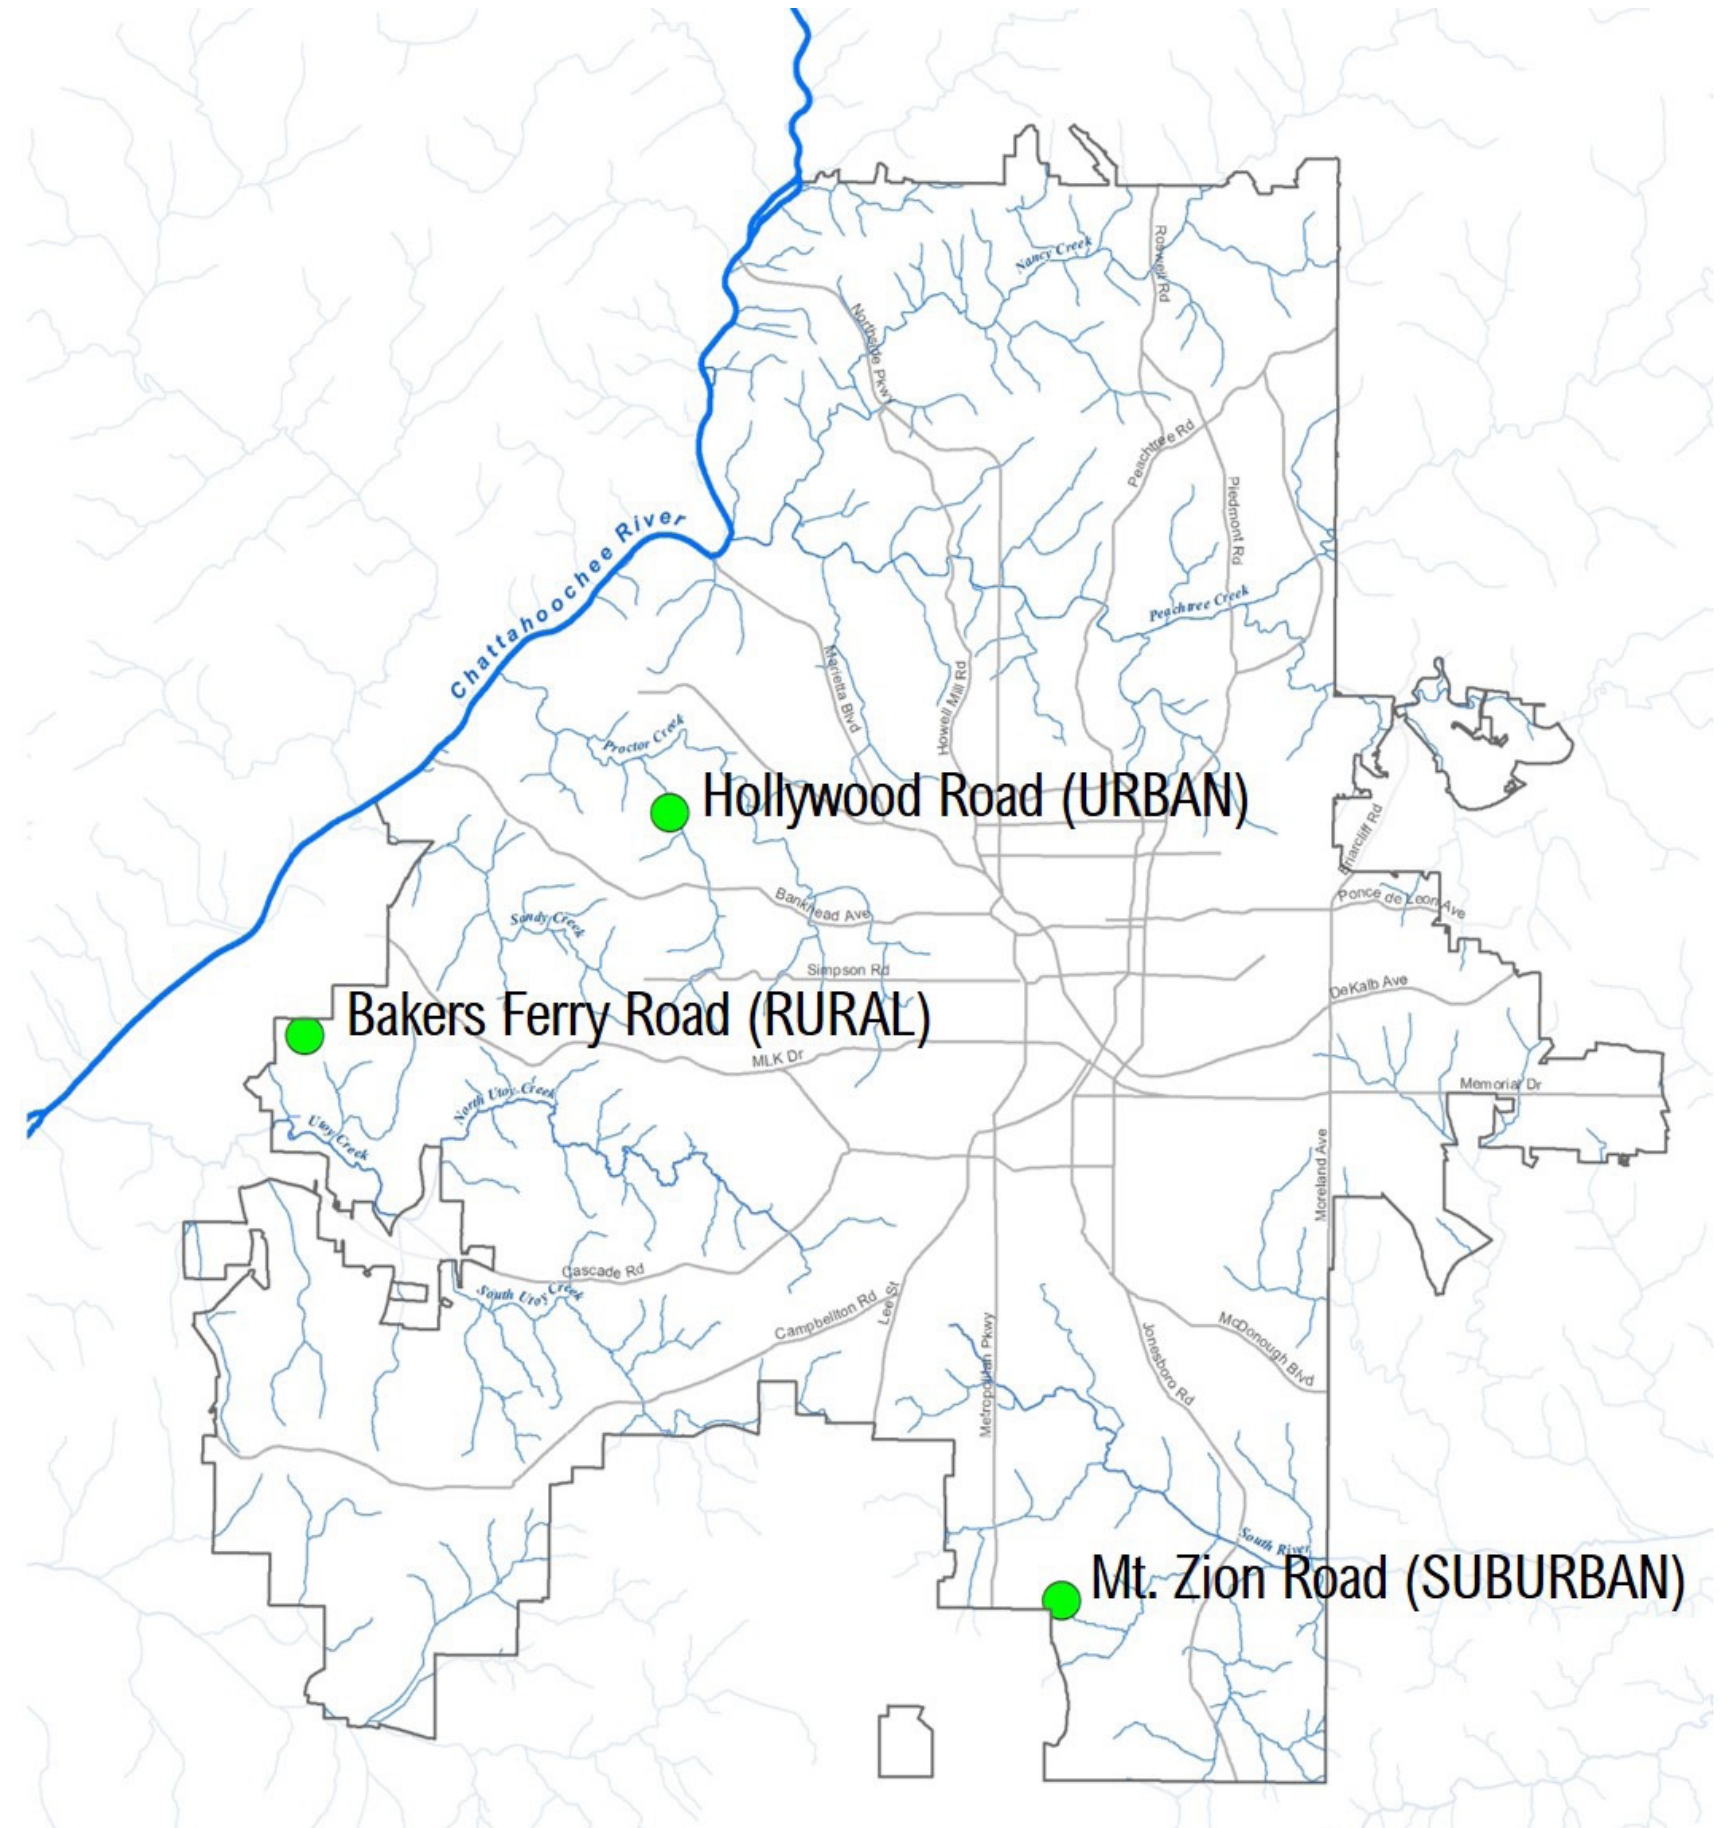 Nancy Creek
Roswell Rd
Northside Pkwy
Peachtree Rd
Piedmont Rd
Chattahoochee River
Peachtree Creek
Marietta Blvd
Howell Mill Rd
Proctor Creek
Hollywood Road (URBAN)
Briarcliff Rd
Bankhead Ave
Ponce de Leon Ave
Sandy Creek
Simpson Rd
DeKalb Ave
Bakers Ferry Road (RURAL)
MLK Dr
Memorial Dr
North Utoy Creek
Utoy Creek
Moreland Ave
Cascade Rd
South Utoy Creek
Campbellton Rd
Lee St
Metropolitan Pkwy
Jonesboro Rd
McDonough Blvd
South River
Mt. Zion Road (SUBURBAN)